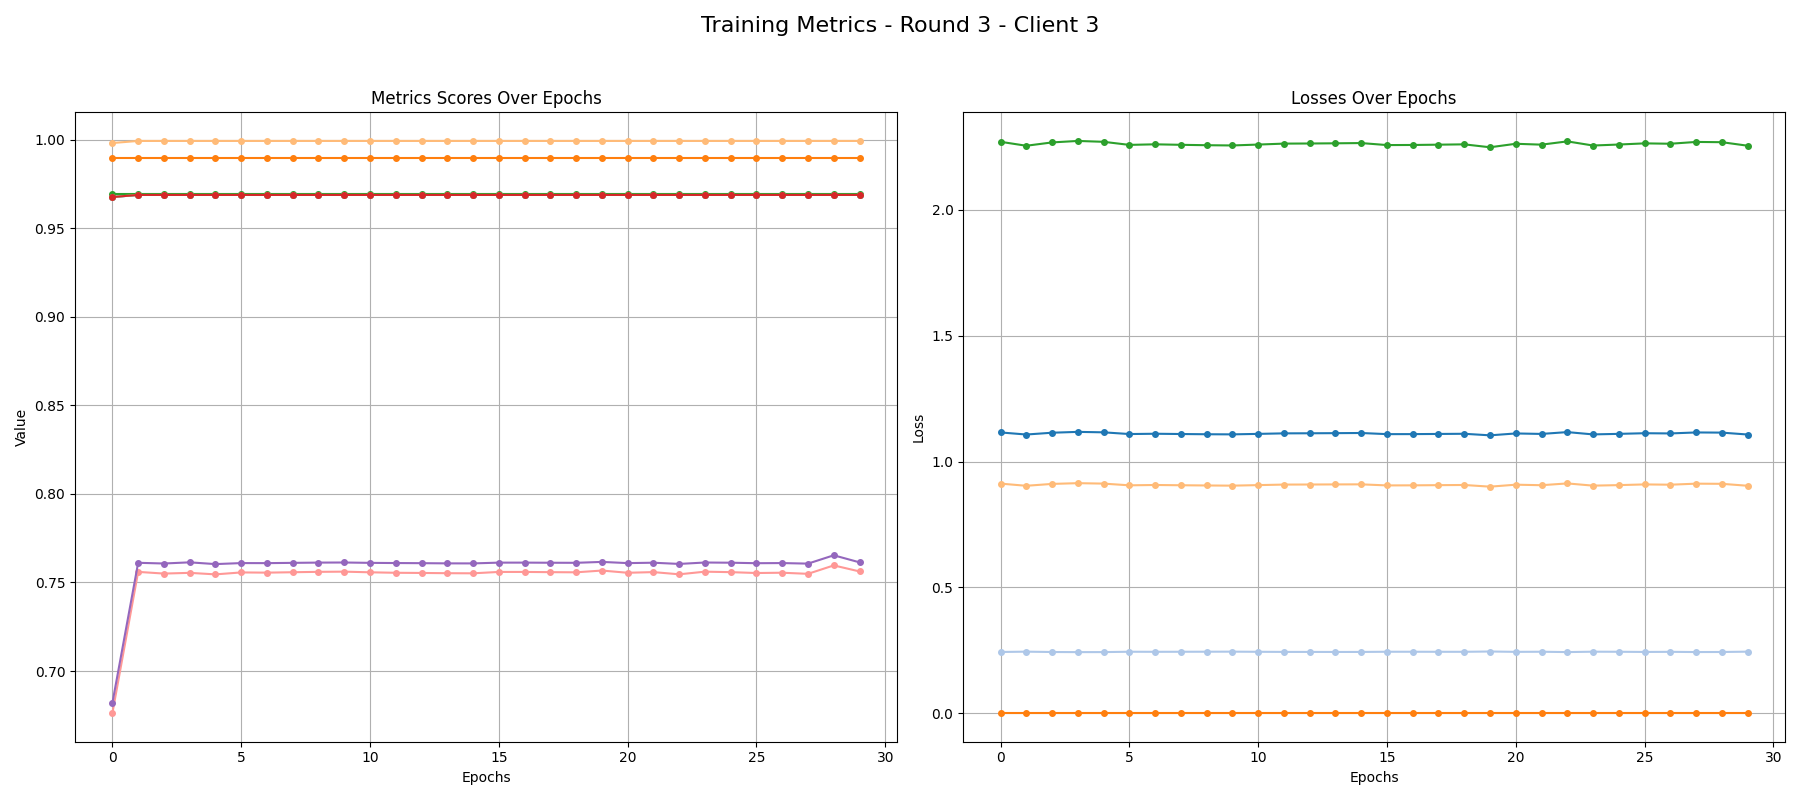 Training Metrics - Round 3 - Client 3
Metrics Scores Over Epochs
Value
1.00
0.95
0.90
0.85
0.80
0.75
0.70
0 5 10 15 20 25 30
Epochs
Losses Over Epochs
Loss
2.0
1.5
1.0
0.5
0.0
0 5 10 15 20 25 30
Epochs